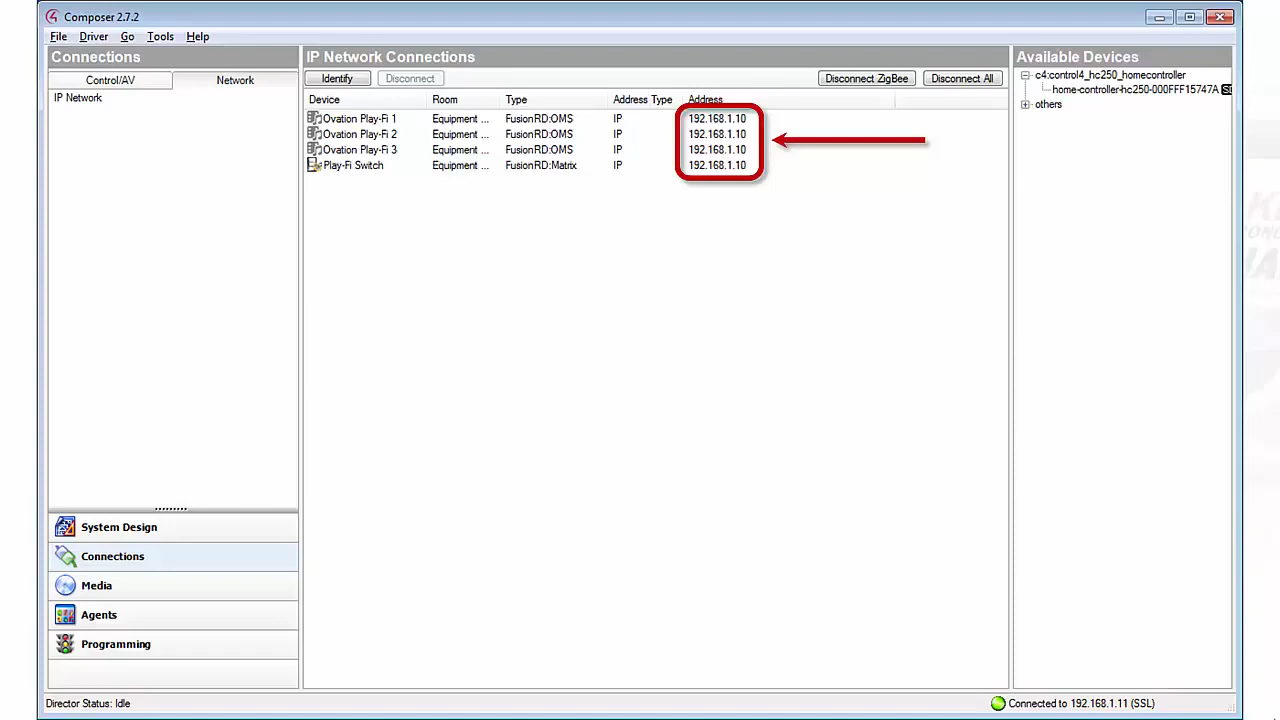 Composer 2.7.2
File Driver Go Tools Help
Connections
Control/AV Network
IP Network
IP Network Connections
Identify Disconnect Disconnect ZigBee Disconnect All
Device Room Type Address Type Address
Ovation Play-Fi 1 Equipment ... FusionRD:OMS IP 192.168.1.10
Ovation Play-Fi 2 Equipment ... FusionRD:OMS IP 192.168.1.10
Ovation Play-Fi 3 Equipment ... FusionRD:OMS IP 192.168.1.10
Play-Fi Switch Equipment ... FusionRD:Matrix IP 192.168.1.10
Available Devices
c4:control4_hc250_homecontroller
home-controller-hc250-000FFF15747A
others
System Design
Connections
Media
Agents
Programming
Director Status: Idle
Connected to 192.168.1.11 (SSL)